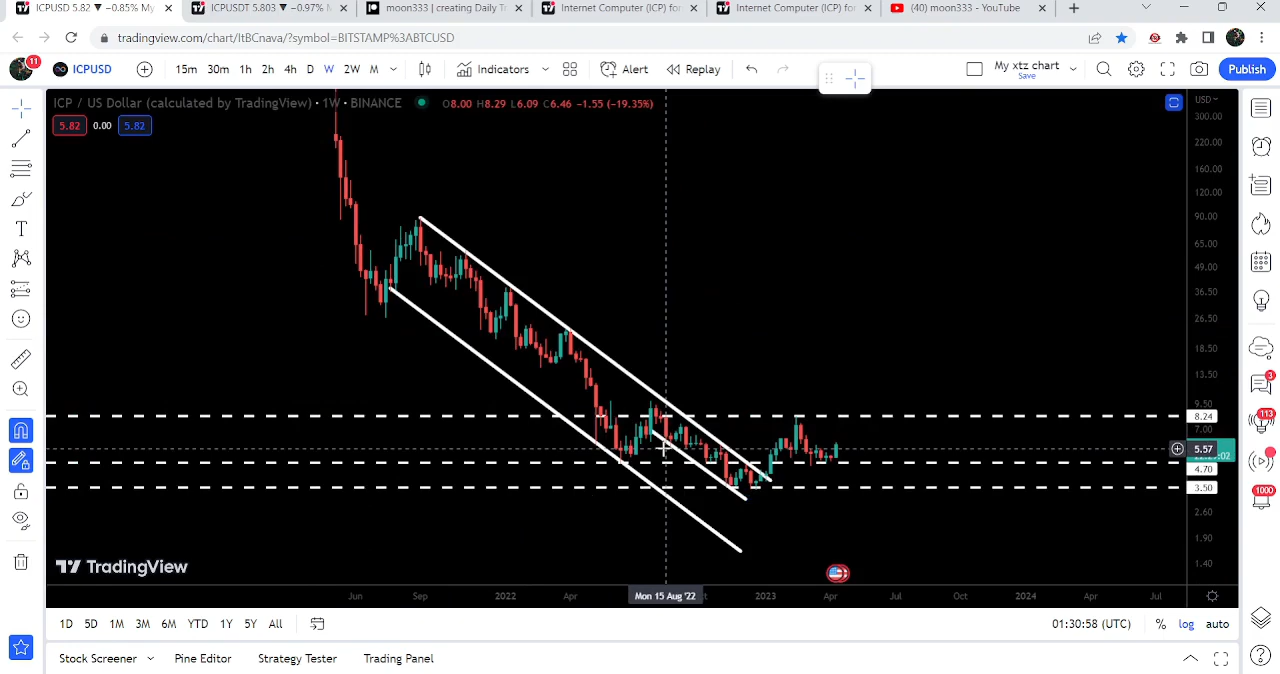 ICPUSD 5.82 ▼ −0.85% My
ICPUSDT 5.803 ▼ −0.97% M
moon333 | creating Daily T
Internet Computer (ICP) for
Internet Computer (ICP) for
(40) moon333 - YouTube
tradingview.com/chart/ItBCnava/?symbol=BITSTAMP%3ABTCUSD
11
ICPUSD
15m 30m 1h 2h 4h D W 2W M
Indicators
Alert
Replay
My xtz chart
Save
Publish
ICP / US Dollar (calculated by TradingView) · 1W · BINANCE
O8.00 H8.29 L6.09 C6.46 −1.55 (−19.35%)
5.82 0.00 5.82
USD
300.00
220.00
160.00
120.00
90.00
65.00
49.00
36.50
26.50
18.50
13.50
9.50
8.24
7.00
5.57
:02
4.70
3.50
2.60
1.90
1.40
3
113
1000
TradingView
Jun Sep 2022 Apr Mon 15 Aug '22 2023 Apr Jul Oct 2024 Apr Jul
1D 5D 1M 3M 6M YTD 1Y 5Y All
01:30:58 (UTC) % log auto
Stock Screener Pine Editor Strategy Tester Trading Panel